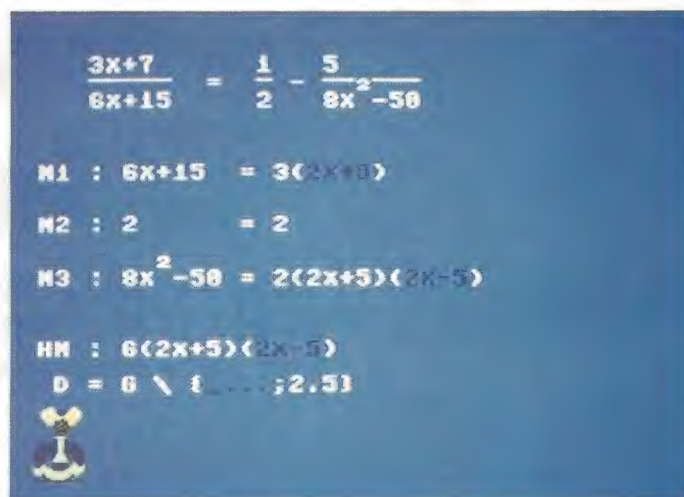 3x+7 / 6x+15 = 1/2 - 5 / 8x²-50
M1 : 6x+15 = 3(2x+5)
M2 : 2 = 2
M3 : 8x²-50 = 2(2x+5)(2x-5)
HM : 6(2x+5)(2x-5)
D = G \ {_...;2.5}